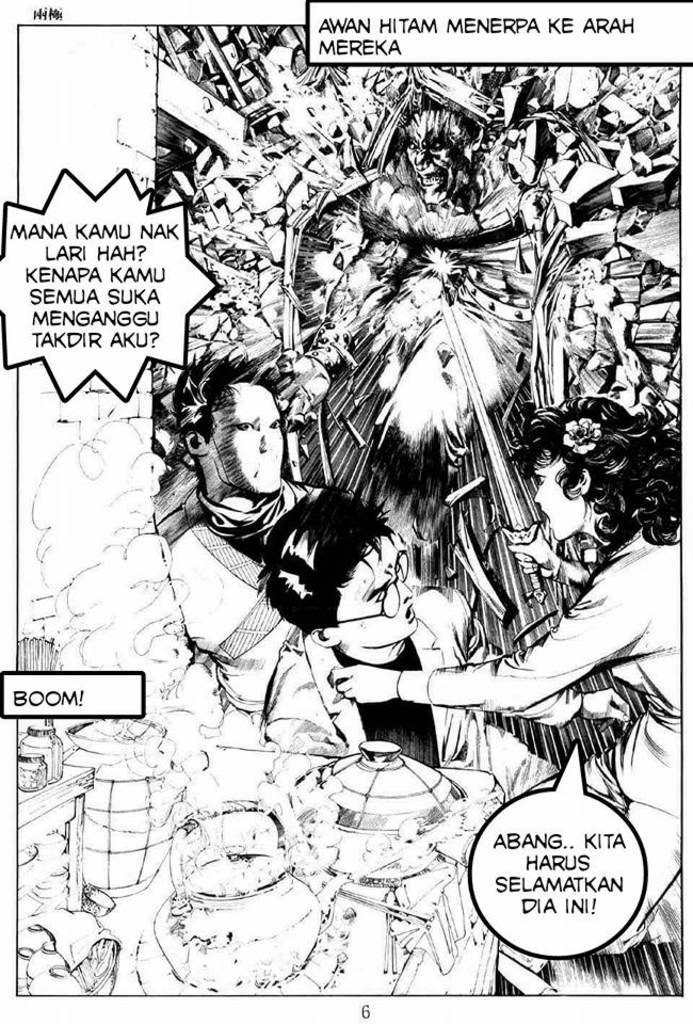 兩極
AWAN HITAM MENERPA KE ARAH
MEREKA
MANA KAMU NAK
LARI HAH?
KENAPA KAMU
SEMUA SUKA
MENGANGGU
TAKDIR AKU?
BOOM!
ABANG.. KITA
HARUS
SELAMATKAN
DIA INI!
6